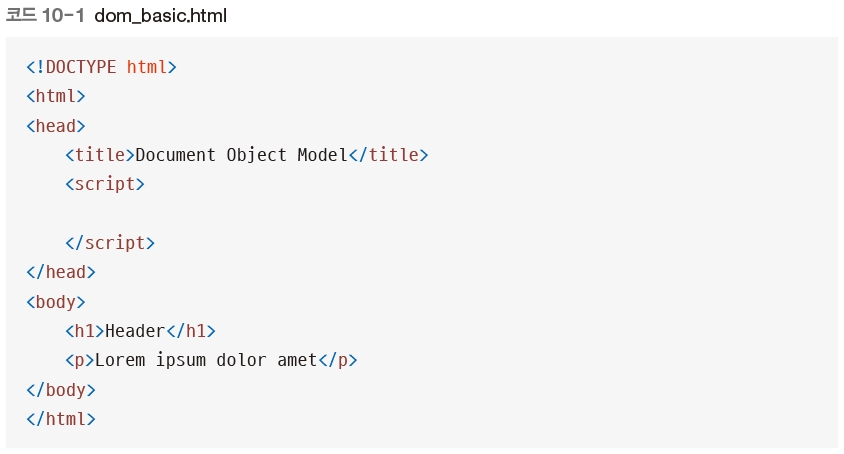 코드 10-1 dom_basic.html
<!DOCTYPE html>
<html>
<head>
    <title>Document Object Model</title>
    <script>

    </script>
</head>
<body>
    <h1>Header</h1>
    <p>Lorem ipsum dolor amet</p>
</body>
</html>